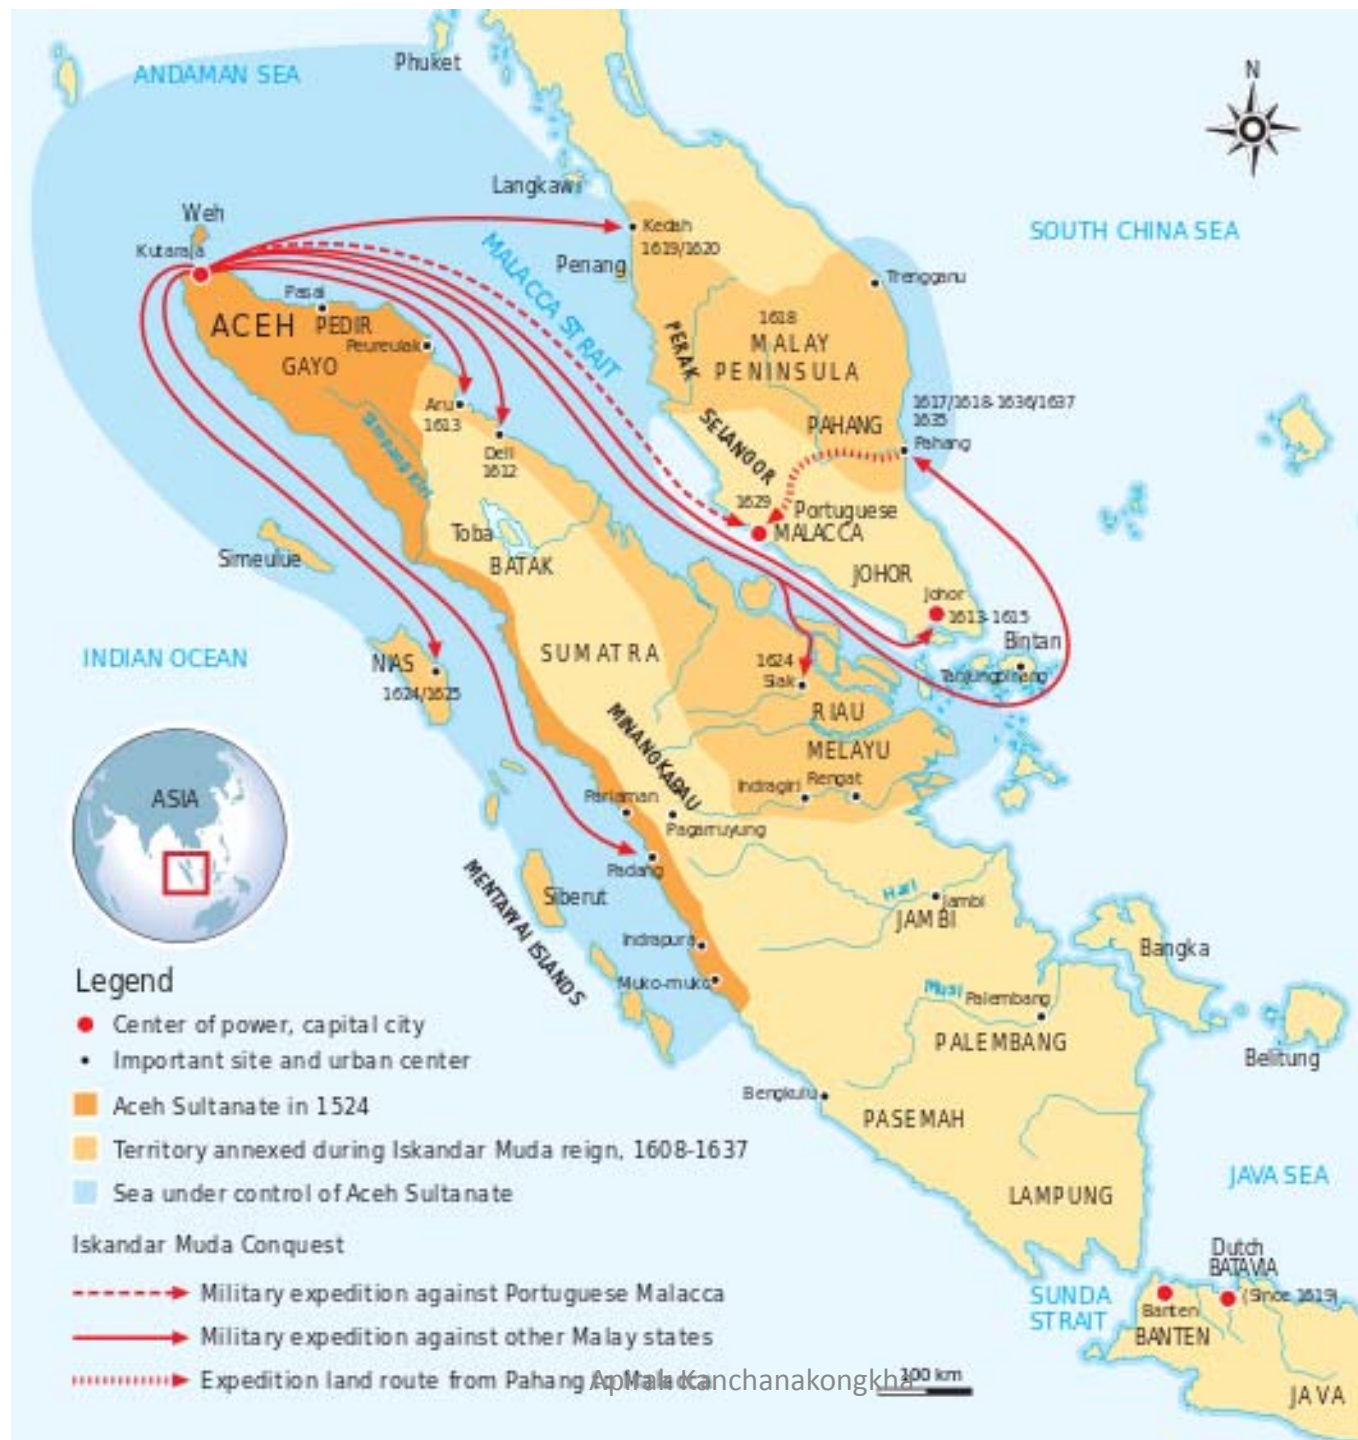 ANDAMAN SEA
Phuket
N
Langkawi
SOUTH CHINA SEA
Weh
Kutaraja
Kedah
1619/1620
MALACCA STRAIT
Penang
Trengganu
Pasai
ACEH
PEDIR
Peureulak
GAYO
1618
MALAY
PENINSULA
PERAK
Aru
1613
Deli
1612
SELANGOR
PAHANG
1617/1618-1636/1637
1635
Pahang
1629
Portuguese
MALACCA
Toba
BATAK
Simeulue
JOHOR
Johor
1613-1615
Bintan
Tanjungpinang
INDIAN OCEAN
NIAS
1624/1625
SUMATRA
1624
Siak
RIAU
MELAYU
MINANGKABAU
Indragiri
Rengat
ASIA
Pariaman
Pagarruyung
Padang
Siberut
MENTAWAI ISLANDS
Hari
Jambi
JAMBI
Indrapura
Muko-muko
Bangka
Musi
Palembang
PALEMBANG
Belitung
Bengkulu
PASEMAH
LAMPUNG
JAVA SEA
SUNDA
STRAIT
Dutch
BATAVIA
(Since 1619)
Banten
BANTEN
JAVA
Legend
Center of power, capital city
Important site and urban center
Aceh Sultanate in 1524
Territory annexed during Iskandar Muda reign, 1608-1637
Sea under control of Aceh Sultanate
Iskandar Muda Conquest
Military expedition against Portuguese Malacca
Military expedition against other Malay states
Expedition land route from Pahang to Malacca
Apinak Kanchanakongkha
100 km